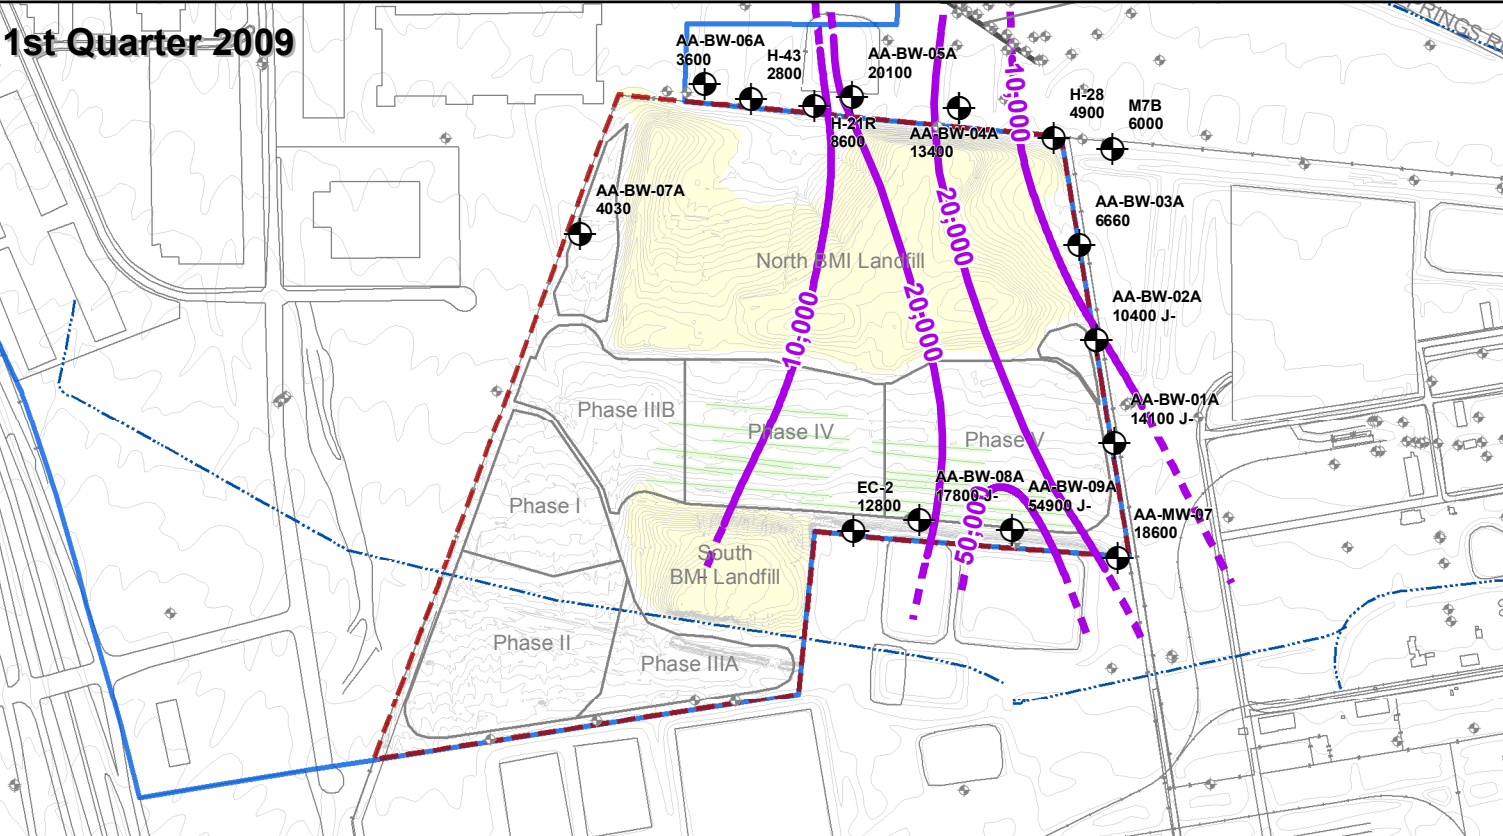 1st Quarter 2009
RINGS R
AA-BW-06A
3600
H-43
2800
AA-BW-05A
20100
10,000
H-28
4900
M7B
6000
H-21R
8600
AA-BW-04A
13400
AA-BW-07A
4030
AA-BW-03A
6660
20,000
North BMI Landfill
20,000
10,000
AA-BW-02A
10400 J-
Phase IIIB
Phase IV
Phase V
AA-BW-01A
14100 J-
Phase I
EC-2
12800
AA-BW-08A
17800 J-
AA-BW-09A
54900 J-
50,000
AA-MW-07
18600
South
BMI Landfill
Phase II
Phase IIIA